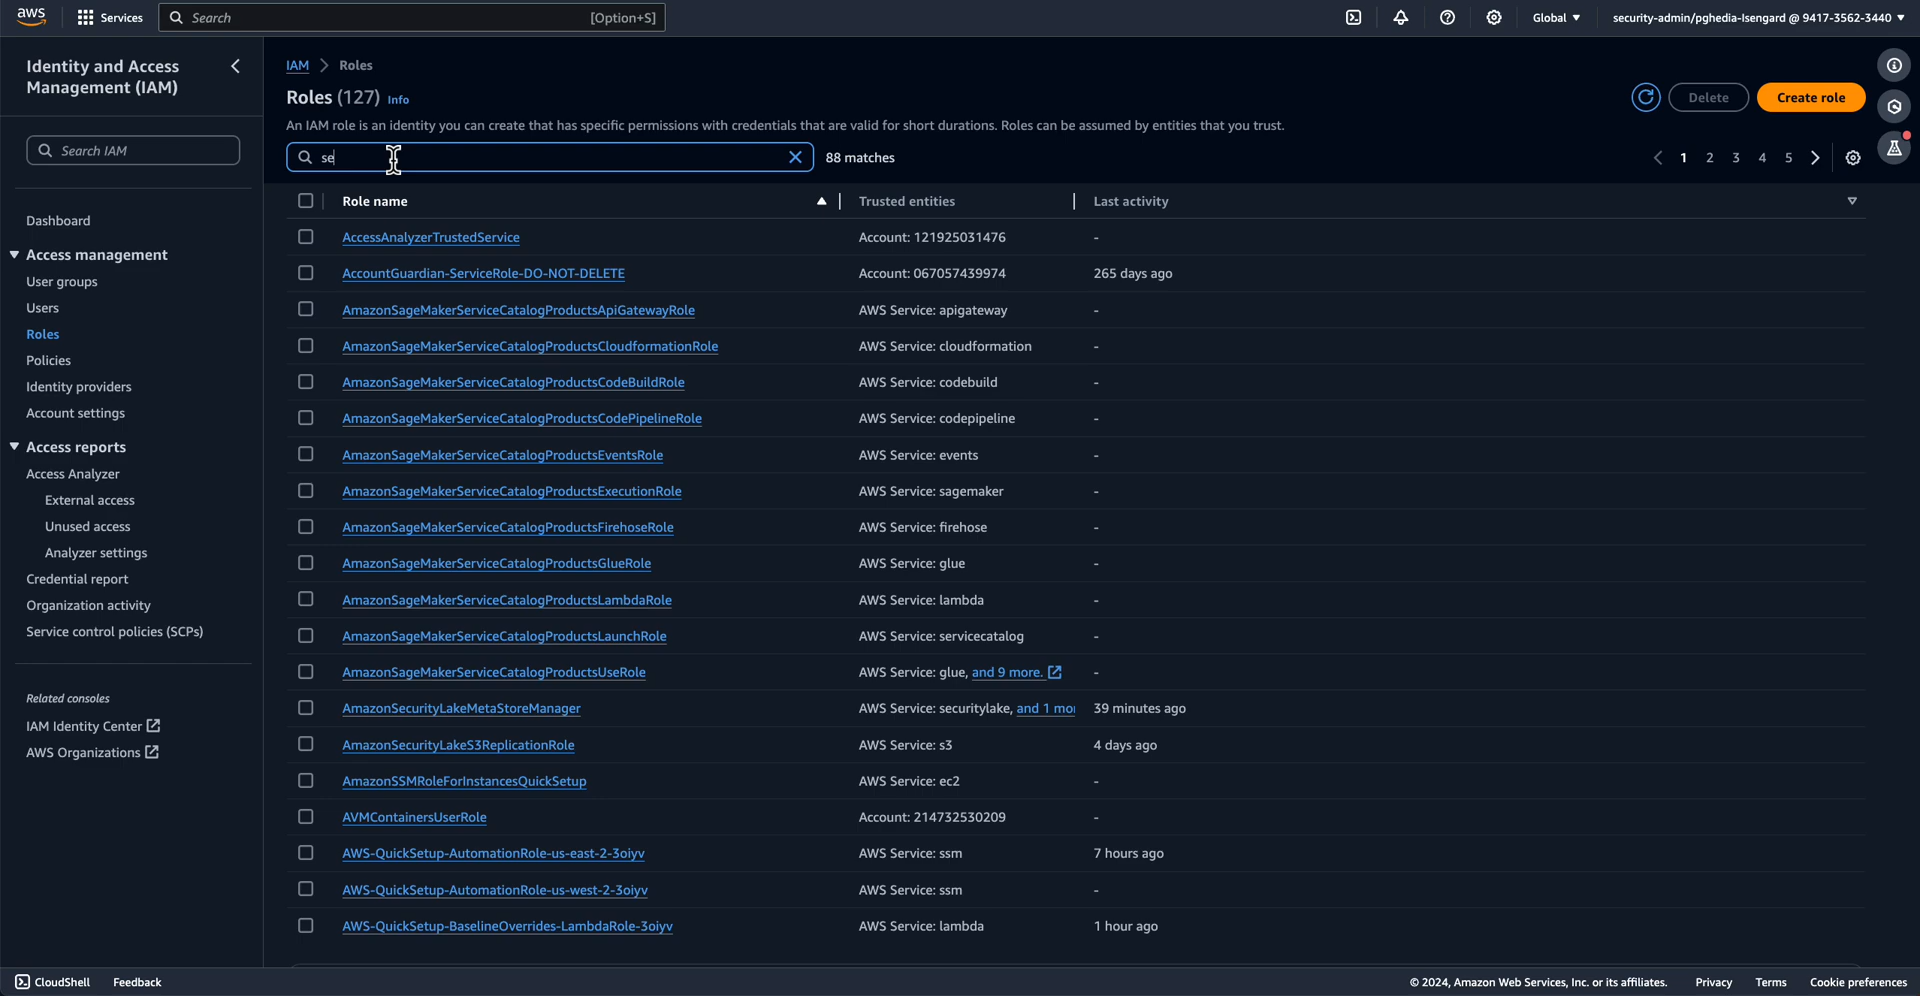 aws
Services
Search
[Option+S]
Global
security-admin/pghedia-Isengard @ 9417-3562-3440
Identity and Access Management (IAM)
Search IAM
Dashboard
Access management
User groups
Users
Roles
Policies
Identity providers
Account settings
Access reports
Access Analyzer
External access
Unused access
Analyzer settings
Credential report
Organization activity
Service control policies (SCPs)
Related consoles
IAM Identity Center
AWS Organizations
IAM > Roles
Roles (127) Info
Delete
Create role
An IAM role is an identity you can create that has specific permissions with credentials that are valid for short durations. Roles can be assumed by entities that you trust.
se
88 matches
1 2 3 4 5
Role name Trusted entities Last activity
AccessAnalyzerTrustedService Account: 121925031476 -
AccountGuardian-ServiceRole-DO-NOT-DELETE Account: 067057439974 265 days ago
AmazonSageMakerServiceCatalogProductsApiGatewayRole AWS Service: apigateway -
AmazonSageMakerServiceCatalogProductsCloudformationRole AWS Service: cloudformation -
AmazonSageMakerServiceCatalogProductsCodeBuildRole AWS Service: codebuild -
AmazonSageMakerServiceCatalogProductsCodePipelineRole AWS Service: codepipeline -
AmazonSageMakerServiceCatalogProductsEventsRole AWS Service: events -
AmazonSageMakerServiceCatalogProductsExecutionRole AWS Service: sagemaker -
AmazonSageMakerServiceCatalogProductsFirehoseRole AWS Service: firehose -
AmazonSageMakerServiceCatalogProductsGlueRole AWS Service: glue -
AmazonSageMakerServiceCatalogProductsLambdaRole AWS Service: lambda -
AmazonSageMakerServiceCatalogProductsLaunchRole AWS Service: servicecatalog -
AmazonSageMakerServiceCatalogProductsUseRole AWS Service: glue, and 9 more. -
AmazonSecurityLakeMetaStoreManager AWS Service: securitylake, and 1 mor 39 minutes ago
AmazonSecurityLakeS3ReplicationRole AWS Service: s3 4 days ago
AmazonSSMRoleForInstancesQuickSetup AWS Service: ec2 -
AVMContainersUserRole Account: 214732530209 -
AWS-QuickSetup-AutomationRole-us-east-2-3oiyv AWS Service: ssm 7 hours ago
AWS-QuickSetup-AutomationRole-us-west-2-3oiyv AWS Service: ssm -
AWS-QuickSetup-BaselineOverrides-LambdaRole-3oiyv AWS Service: lambda 1 hour ago
CloudShell Feedback © 2024, Amazon Web Services, Inc. or its affiliates. Privacy Terms Cookie preferences